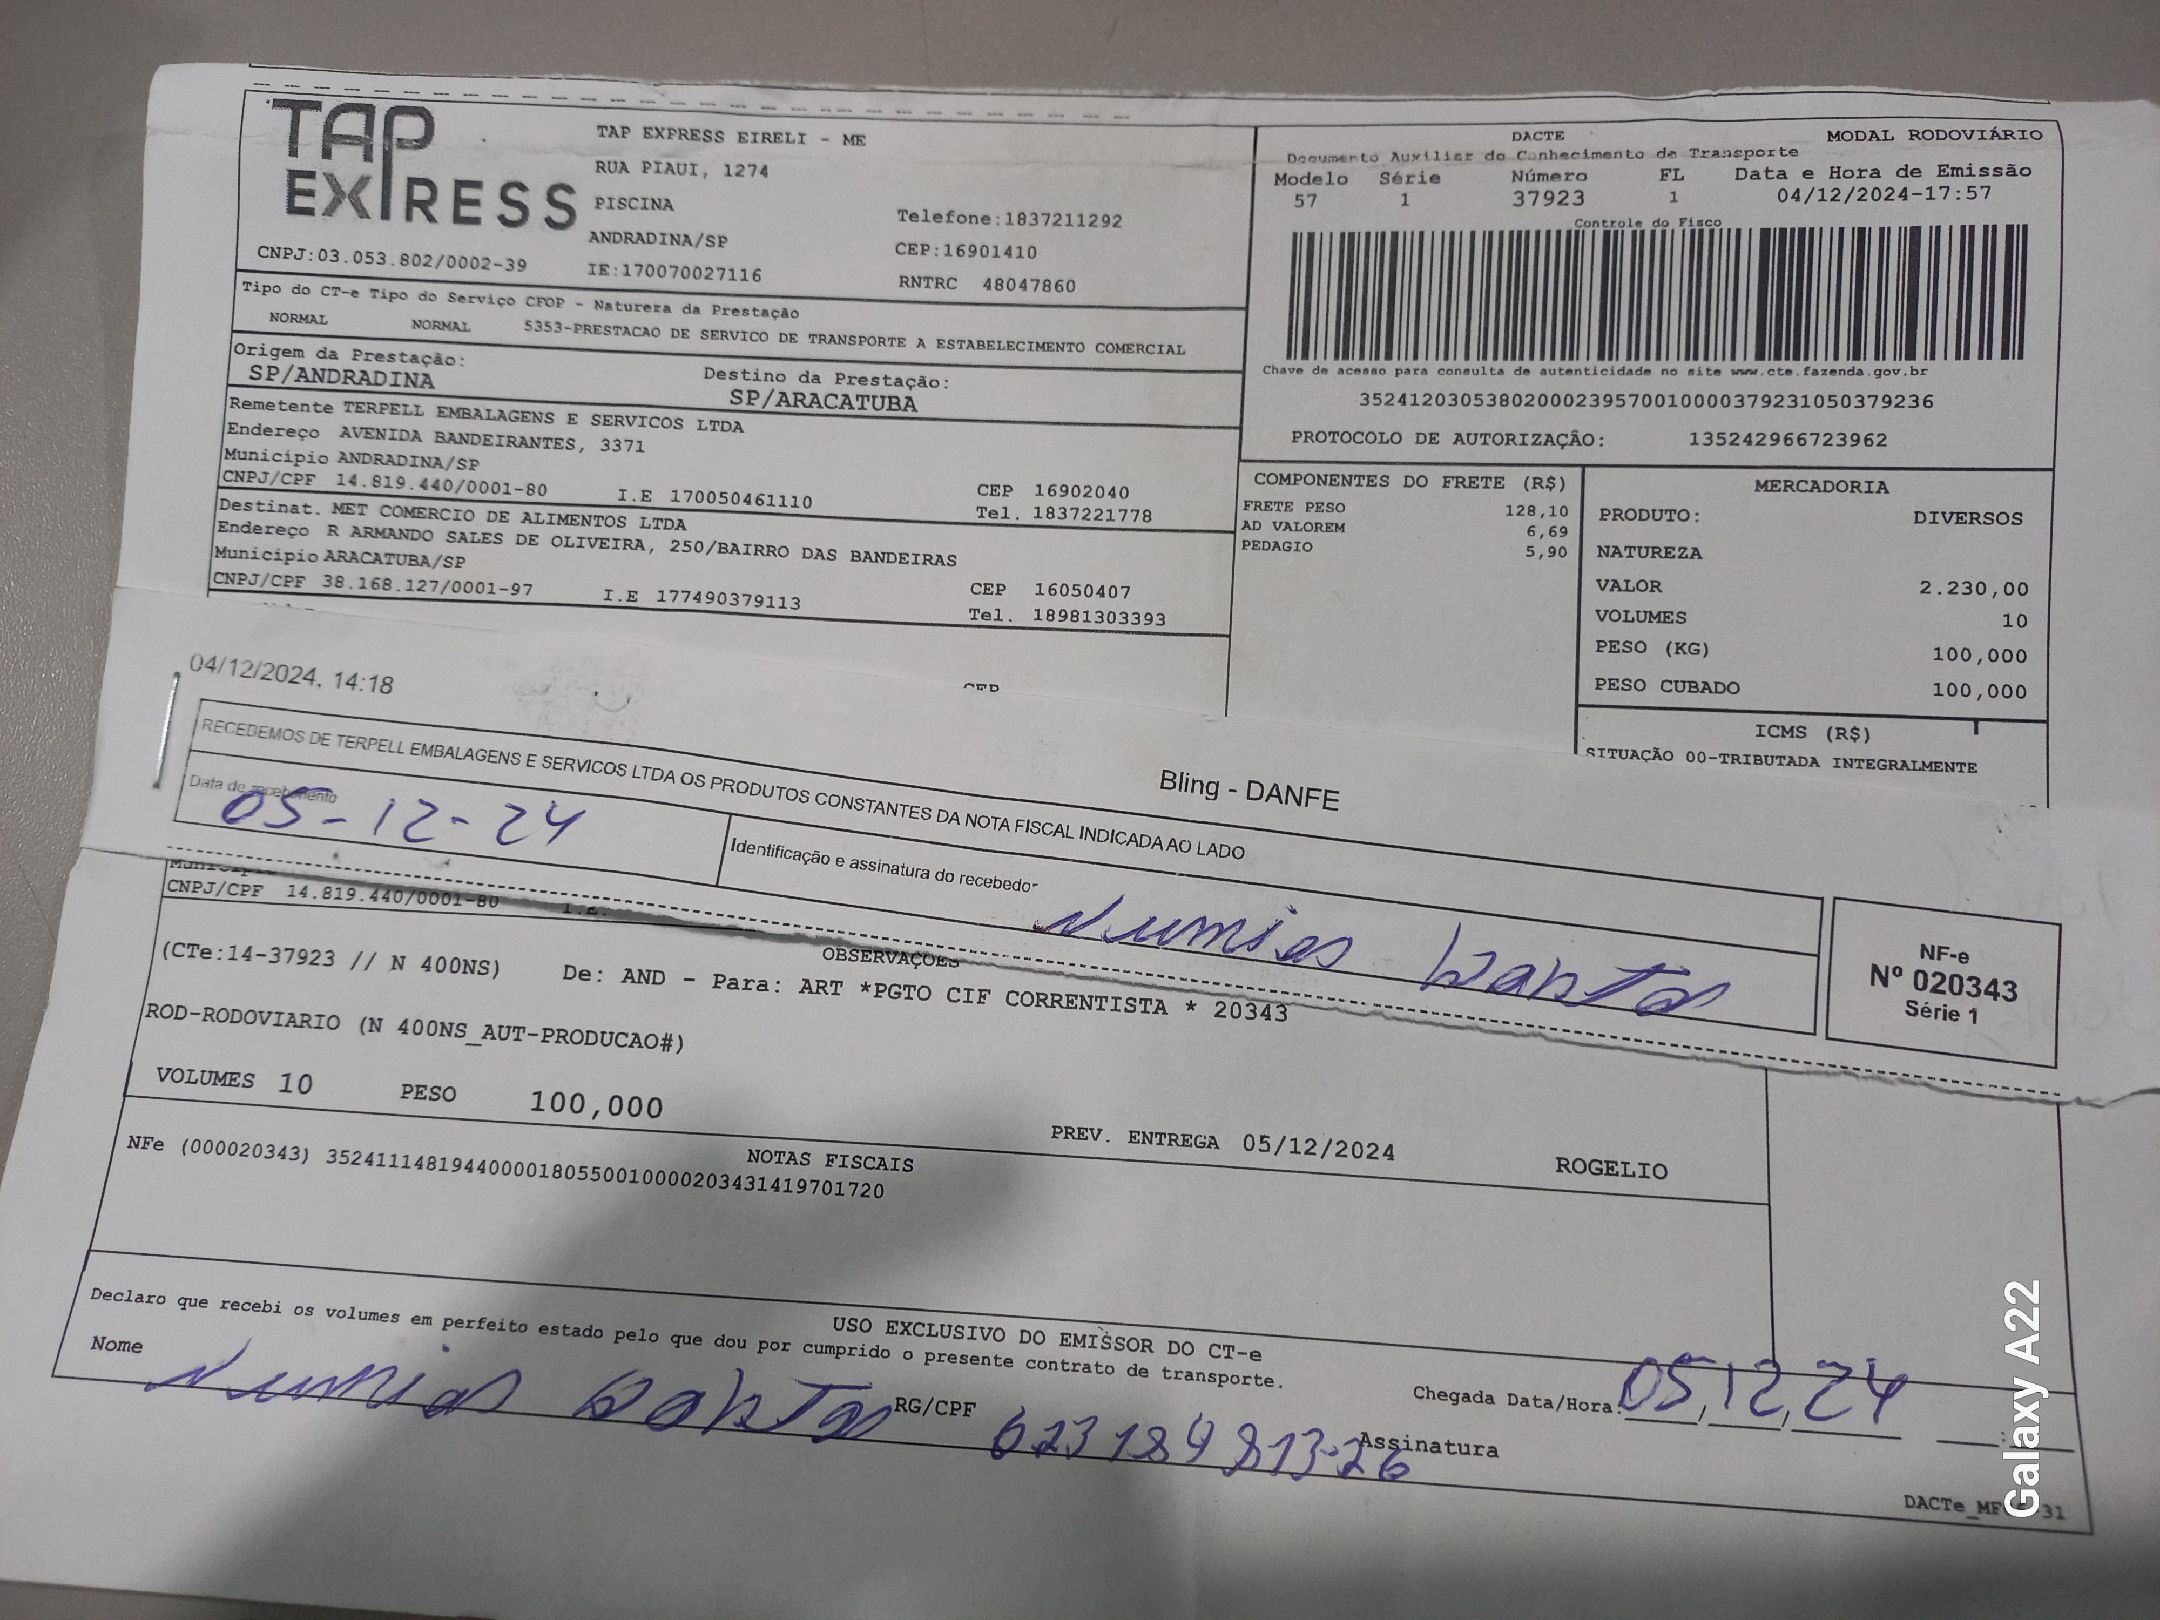 TAP
EXPRESS
TAP EXPRESS EIRELI - ME
RUA PIAUI, 1274
PISCINA
Telefone:1837211292
ANDRADINA/SP
CEP:16901410
CNPJ:03.053.802/0002-39
IE:170070027116
RNTRC 48047860
DACTE
MODAL RODOVIÁRIO
Documento Auxiliar do Conhecimento de Transporte
Modelo Série Número FL Data e Hora de Emissão
57 1 37923 1 04/12/2024-17:57
Controle do Fisco
Chave de acesso para consulta de autenticidade no site www.cte.fazenda.gov.br
35241203053802000239570010000379231050379236
PROTOCOLO DE AUTORIZAÇÃO: 135242966723962
Tipo do CT-e Tipo do Serviço CFOP - Natureza da Prestação
NORMAL NORMAL 5353-PRESTACAO DE SERVICO DE TRANSPORTE A ESTABELECIMENTO COMERCIAL
Origem da Prestação: Destino da Prestação:
SP/ANDRADINA SP/ARACATUBA
Remetente TERPELL EMBALAGENS E SERVICOS LTDA
Endereço AVENIDA BANDEIRANTES, 3371
Município ANDRADINA/SP
CEP 16902040
CNPJ/CPF 14.819.440/0001-80 I.E 170050461110 Tel. 1837221778
Destinat. MET COMERCIO DE ALIMENTOS LTDA
Endereço R ARMANDO SALES DE OLIVEIRA, 250/BAIRRO DAS BANDEIRAS
Município ARACATUBA/SP
CEP 16050407
CNPJ/CPF 38.168.127/0001-97 I.E 177490379113 Tel. 18981303393
COMPONENTES DO FRETE (R$)
FRETE PESO 128,10
AD VALOREM 6,69
PEDAGIO 5,90
MERCADORIA
PRODUTO: DIVERSOS
NATUREZA
VALOR 2.230,00
VOLUMES 10
PESO (KG) 100,000
PESO CUBADO 100,000
ICMS (R$)
SITUAÇÃO 00-TRIBUTADA INTEGRALMENTE
CEP
04/12/2024, 14:18
Bling - DANFE
RECEBEMOS DE TERPELL EMBALAGENS E SERVICOS LTDA OS PRODUTOS CONSTANTES DA NOTA FISCAL INDICADA AO LADO
Data de recebimento
05-12-24
Identificação e assinatura do recebedor
NF-e
Nº 020343
Série 1
CNPJ/CPF 14.819.440/0001-80 I.E.
OBSERVAÇOES
(CTe:14-37923 // N 400NS) De: AND - Para: ART *PGTO CIF CORRENTISTA * 20343
ROD-RODOVIARIO (N 400NS_AUT-PRODUCAO#)
VOLUMES 10 PESO 100,000
PREV. ENTREGA 05/12/2024 ROGELIO
NOTAS FISCAIS
NFe (000020343) 35241114819440000180550010000203431419701720
USO EXCLUSIVO DO EMISSOR DO CT-e
Declaro que recebi os volumes em perfeito estado pelo que dou por cumprido o presente contrato de transporte.
Nome
RG/CPF 623184813-26
Chegada Data/Hora: 05/12/24
Assinatura
Galaxy A22